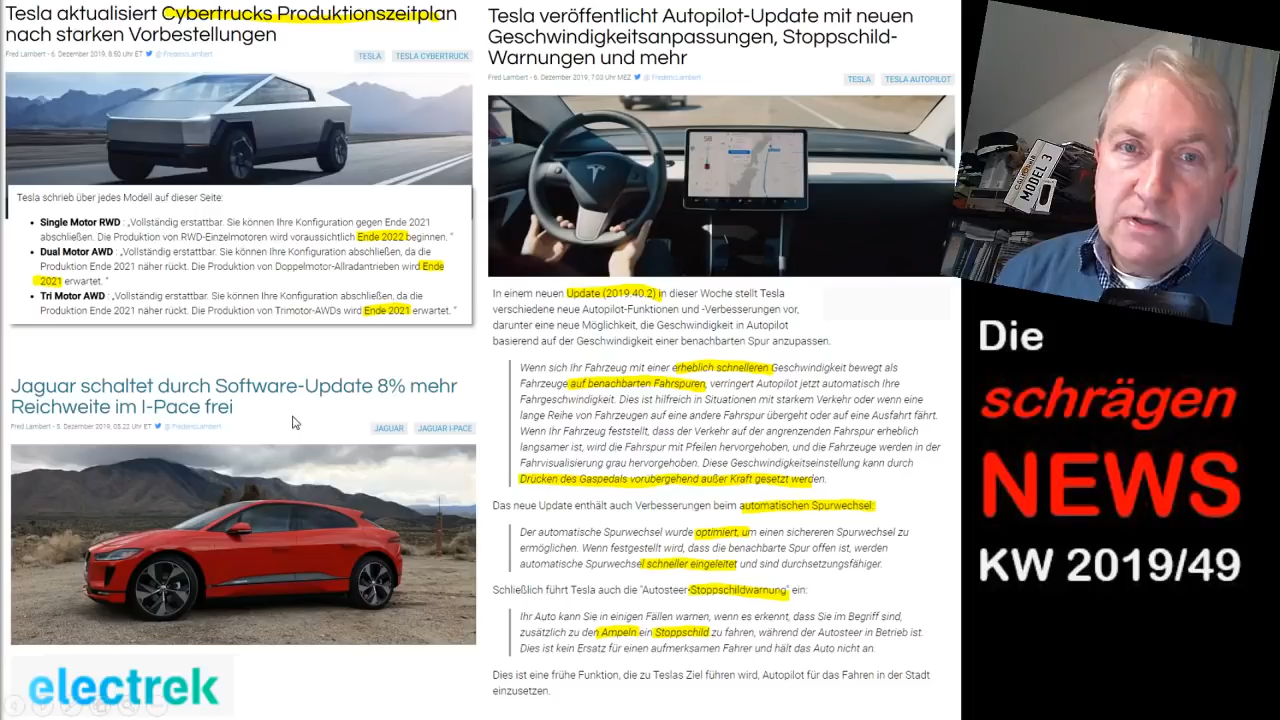 Tesla aktualisiert Cybertrucks Produktionszeitplan
nach starken Vorbestellungen
Fred Lambert - 6. Dezember 2019, 8:50 Uhr ET @FredericLambert
TESLA
TESLA CYBERTRUCK
Tesla schrieb über jedes Modell auf dieser Seite:
• Single Motor RWD : „Vollständig erstattbar. Sie können Ihre Konfiguration gegen Ende 2021
abschließen. Die Produktion von RWD-Einzelmotoren wird voraussichtlich Ende 2022 beginnen. “
• Dual Motor AWD : „Vollständig erstattbar. Sie können Ihre Konfiguration abschließen, da die
Produktion Ende 2021 näher rückt. Die Produktion von Doppelmotor-Allradantrieben wird Ende
2021 erwartet. “
• Tri Motor AWD : „Vollständig erstattbar. Sie können Ihre Konfiguration abschließen, da die
Produktion Ende 2021 näher rückt. Die Produktion von Trimotor-AWDs wird Ende 2021 erwartet. “
Jaguar schaltet durch Software-Update 8% mehr
Reichweite im I-Pace frei
Fred Lambert - 5. Dezember 2019, 05:22 Uhr ET @FredericLambert
JAGUAR
JAGUAR I-PACE
electrek
Tesla veröffentlicht Autopilot-Update mit neuen
Geschwindigkeitsanpassungen, Stoppschild-
Warnungen und mehr
Fred Lambert - 6. Dezember 2019, 7:03 Uhr MEZ @FredericLambert
TESLA
TESLA AUTOPILOT
In einem neuen Update (2019.40.2) in dieser Woche stellt Tesla
verschiedene neue Autopilot-Funktionen und -Verbesserungen vor,
darunter eine neue Möglichkeit, die Geschwindigkeit in Autopilot
basierend auf der Geschwindigkeit einer benachbarten Spur anzupassen.
Wenn sich Ihr Fahrzeug mit einer erheblich schnelleren Geschwindigkeit bewegt als
Fahrzeuge auf benachbarten Fahrspuren, verringert Autopilot jetzt automatisch Ihre
Fahrgeschwindigkeit. Dies ist hilfreich in Situationen mit starkem Verkehr oder wenn eine
lange Reihe von Fahrzeugen auf eine andere Fahrspur übergeht oder auf eine Ausfahrt fährt.
Wenn Ihr Fahrzeug feststellt, dass der Verkehr auf der angrenzenden Fahrspur erheblich
langsamer ist, wird die Fahrspur mit Pfeilen hervorgehoben, und die Fahrzeuge werden in der
Fahrvisualisierung grau hervorgehoben. Diese Geschwindigkeitseinstellung kann durch
Drücken des Gaspedals vorübergehend außer Kraft gesetzt werden.
Das neue Update enthält auch Verbesserungen beim automatischen Spurwechsel:
Der automatische Spurwechsel wurde optimiert, um einen sichereren Spurwechsel zu
ermöglichen. Wenn festgestellt wird, dass die benachbarte Spur offen ist, werden
automatische Spurwechsel schneller eingeleitet und sind durchsetzungsfähiger.
Schließlich führt Tesla auch die "Autosteer-Stoppschildwarnung" ein:
Ihr Auto kann Sie in einigen Fällen warnen, wenn es erkennt, dass Sie im Begriff sind,
zusätzlich zu den Ampeln ein Stoppschild zu fahren, während der Autosteer in Betrieb ist.
Dies ist kein Ersatz für einen aufmerksamen Fahrer und hält das Auto nicht an.
Dies ist eine frühe Funktion, die zu Teslas Ziel führen wird, Autopilot für das Fahren in der Stadt
einzusetzen.
CALIFORNIA
MODEL 3
Die
schrägen
NEWS
KW 2019/49